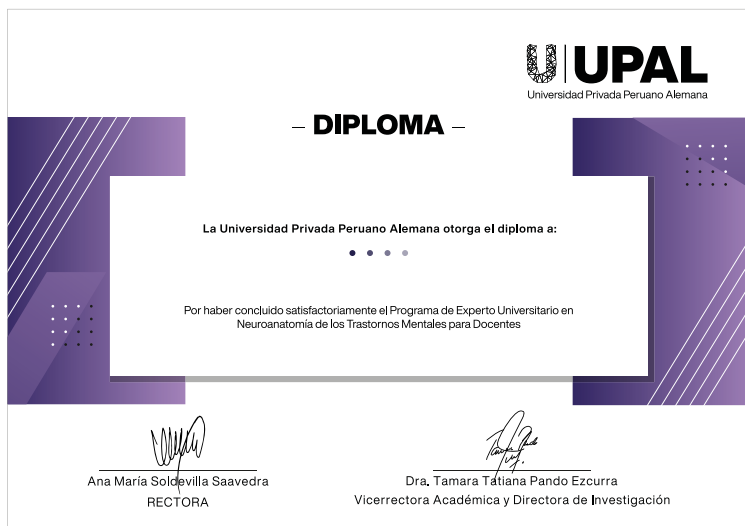 UPAL
Universidad Privada Peruano Alemana
– DIPLOMA –
La Universidad Privada Peruano Alemana otorga el diploma a:
Por haber concluido satisfactoriamente el Programa de Experto Universitario en
Neuroanatomía de los Trastornos Mentales para Docentes
Ana María Soldevilla Saavedra
RECTORA
Dra. Tamara Tatiana Pando Ezcurra
Vicerrectora Académica y Directora de Investigación